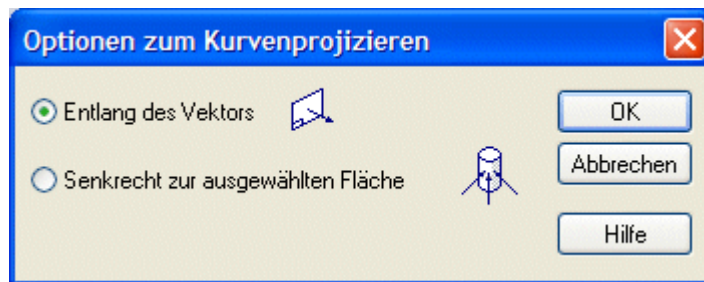 Optionen zum Kurvenprojizieren
Entlang des Vektors
OK
Senkrecht zur ausgewählten Fläche
Abbrechen
Hilfe